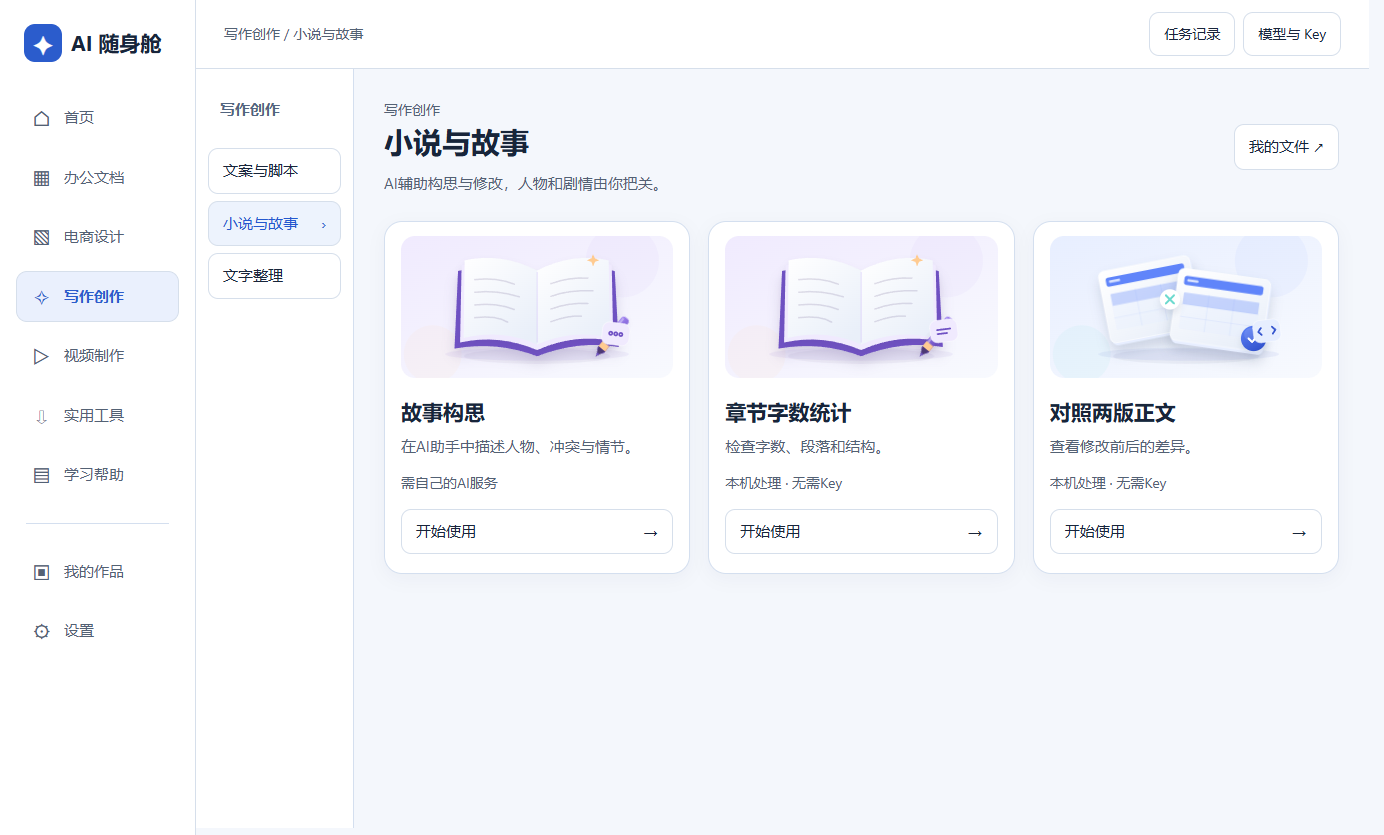 AI 随身舱
首页
办公文档
电商设计
写作创作
视频制作
实用工具
学习帮助
我的作品
设置
写作创作 / 小说与故事
任务记录
模型与 Key
写作创作
文案与脚本
小说与故事 ›
文字整理
写作创作
小说与故事
AI辅助构思与修改，人物和剧情由你把关。
我的文件 ↗
故事构思
在AI助手中描述人物、冲突与情节。
需自己的AI服务
开始使用 →
章节字数统计
检查字数、段落和结构。
本机处理 · 无需Key
开始使用 →
对照两版正文
查看修改前后的差异。
本机处理 · 无需Key
开始使用 →